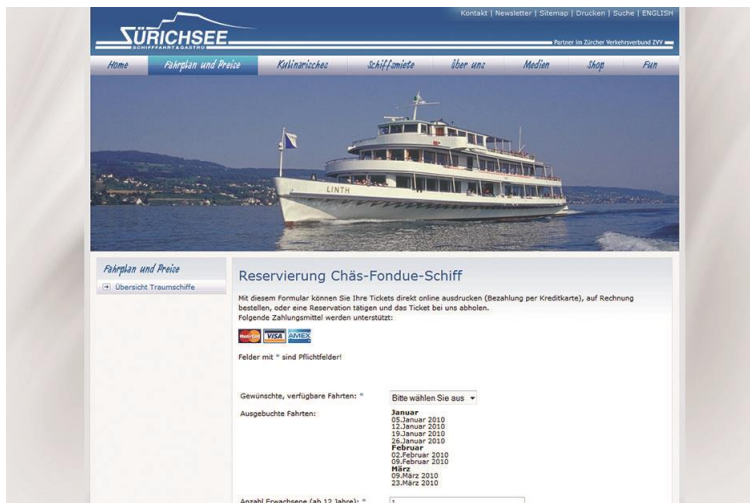 Kontakt | Newsletter | Sitemap | Drucken | Suche | ENGLISH
ZÜRICHSEE
SCHIFFFAHRT & GASTRO
Partner im Zürcher Verkehrsverbund ZVV
Home Fahrplan und Preise Kulinarisches Schiffsmiete über uns Medien Shop Fun
LINTH
Fahrplan und Preise
Übersicht Traumschiffe
Reservierung Chäs-Fondue-Schiff
Mit diesem Formular können Sie Ihre Tickets direkt online ausdrucken (Bezahlung per Kreditkarte), auf Rechnung
bestellen, oder eine Reservation tätigen und das Ticket bei uns abholen.
Folgende Zahlungsmittel werden unterstützt:
MasterCard VISA AMEX
Felder mit * sind Pflichtfelder!
Gewünschte, verfügbare Fahrten: * Bitte wählen Sie aus
Ausgebuchte Fahrten: Januar
05.Januar 2010
12.Januar 2010
19.Januar 2010
26.Januar 2010
Februar
02.Februar 2010
09.Februar 2010
März
09.März 2010
23.März 2010
Anzahl Erwachsene (ab 12 Jahre): * 1